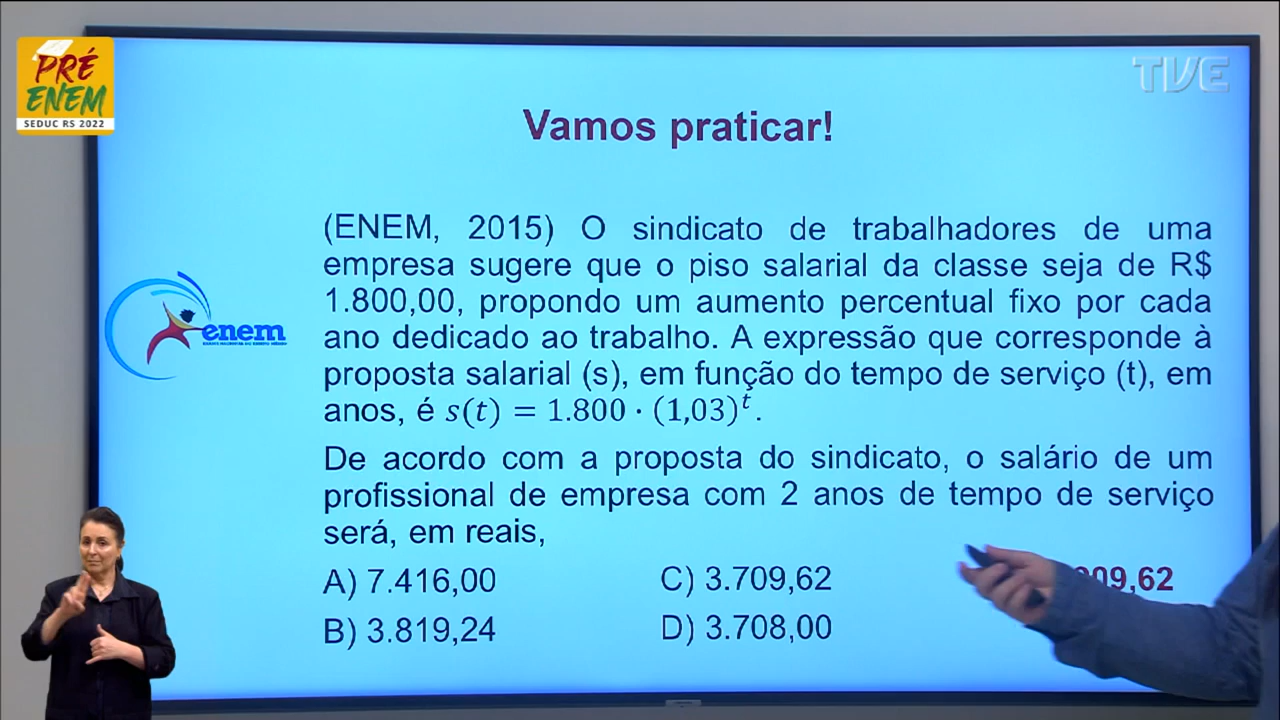 PRÉ
ENEM
SEDUC RS 2022
TVE
Vamos praticar!
(ENEM, 2015) O sindicato de trabalhadores de uma
empresa sugere que o piso salarial da classe seja de R$
1.800,00, propondo um aumento percentual fixo por cada
ano dedicado ao trabalho. A expressão que corresponde à
proposta salarial (s), em função do tempo de serviço (t), em
anos, é s(t) = 1.800 · (1,03)^t.
enem
De acordo com a proposta do sindicato, o salário de um
profissional de empresa com 2 anos de tempo de serviço
será, em reais,
A) 7.416,00
C) 3.709,62
909,62
B) 3.819,24
D) 3.708,00